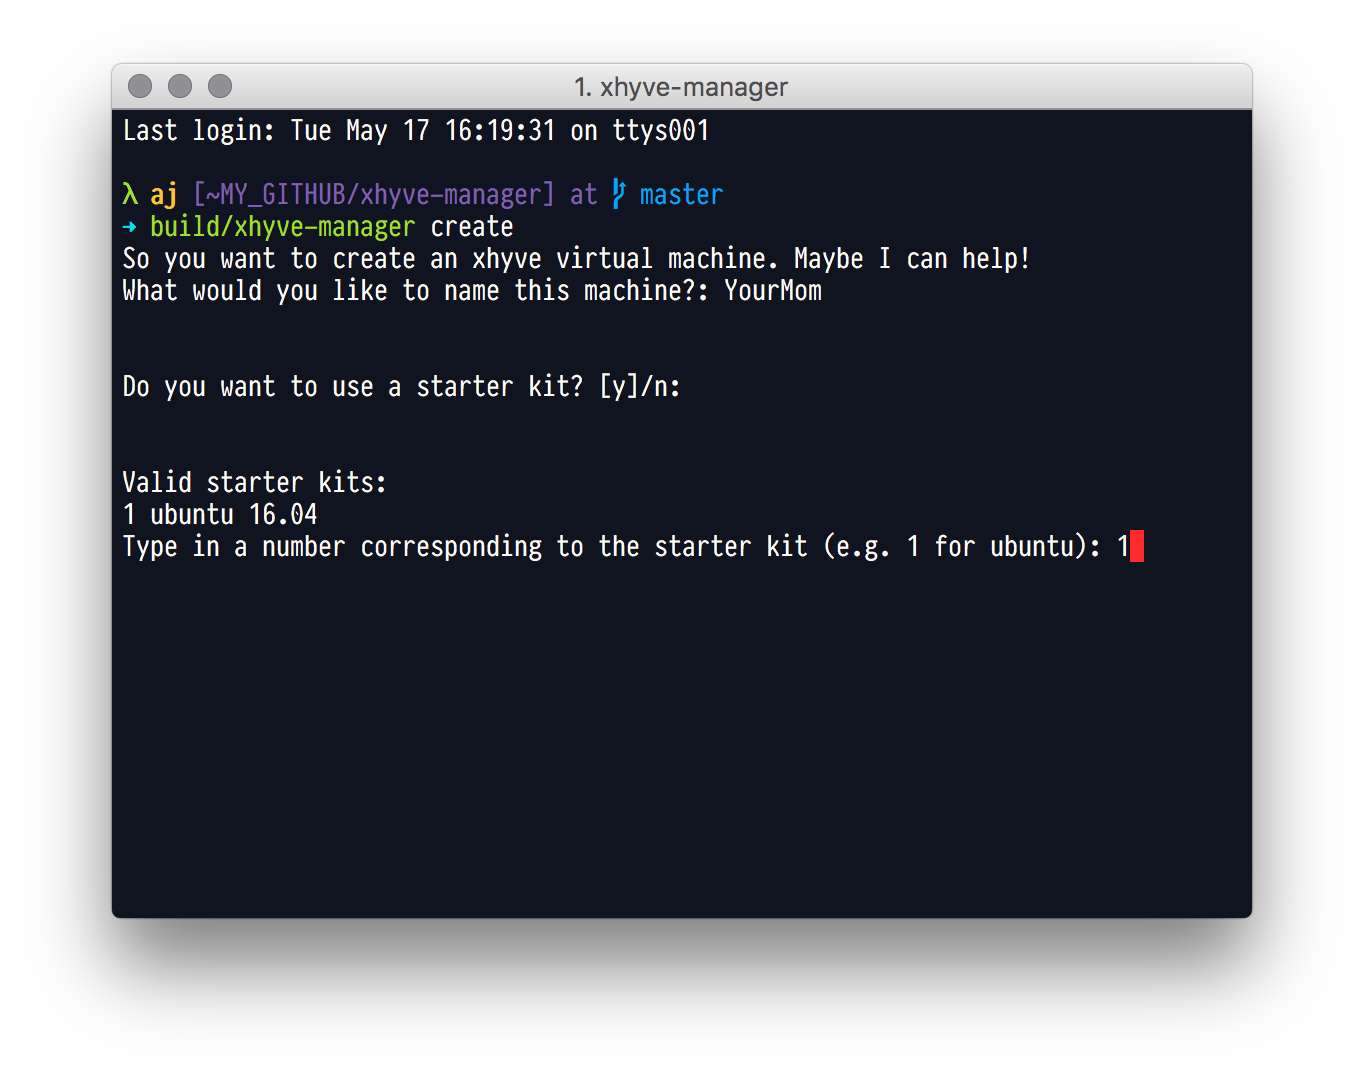 1. xhyve-manager
Last login: Tue May 17 16:19:31 on ttys001
λ aj [~MY_GITHUB/xhyve-manager] at master
➜ build/xhyve-manager create
So you want to create an xhyve virtual machine. Maybe I can help!
What would you like to name this machine?: YourMom
Do you want to use a starter kit? [y]/n:
Valid starter kits:
1 ubuntu 16.04
Type in a number corresponding to the starter kit (e.g. 1 for ubuntu): 1